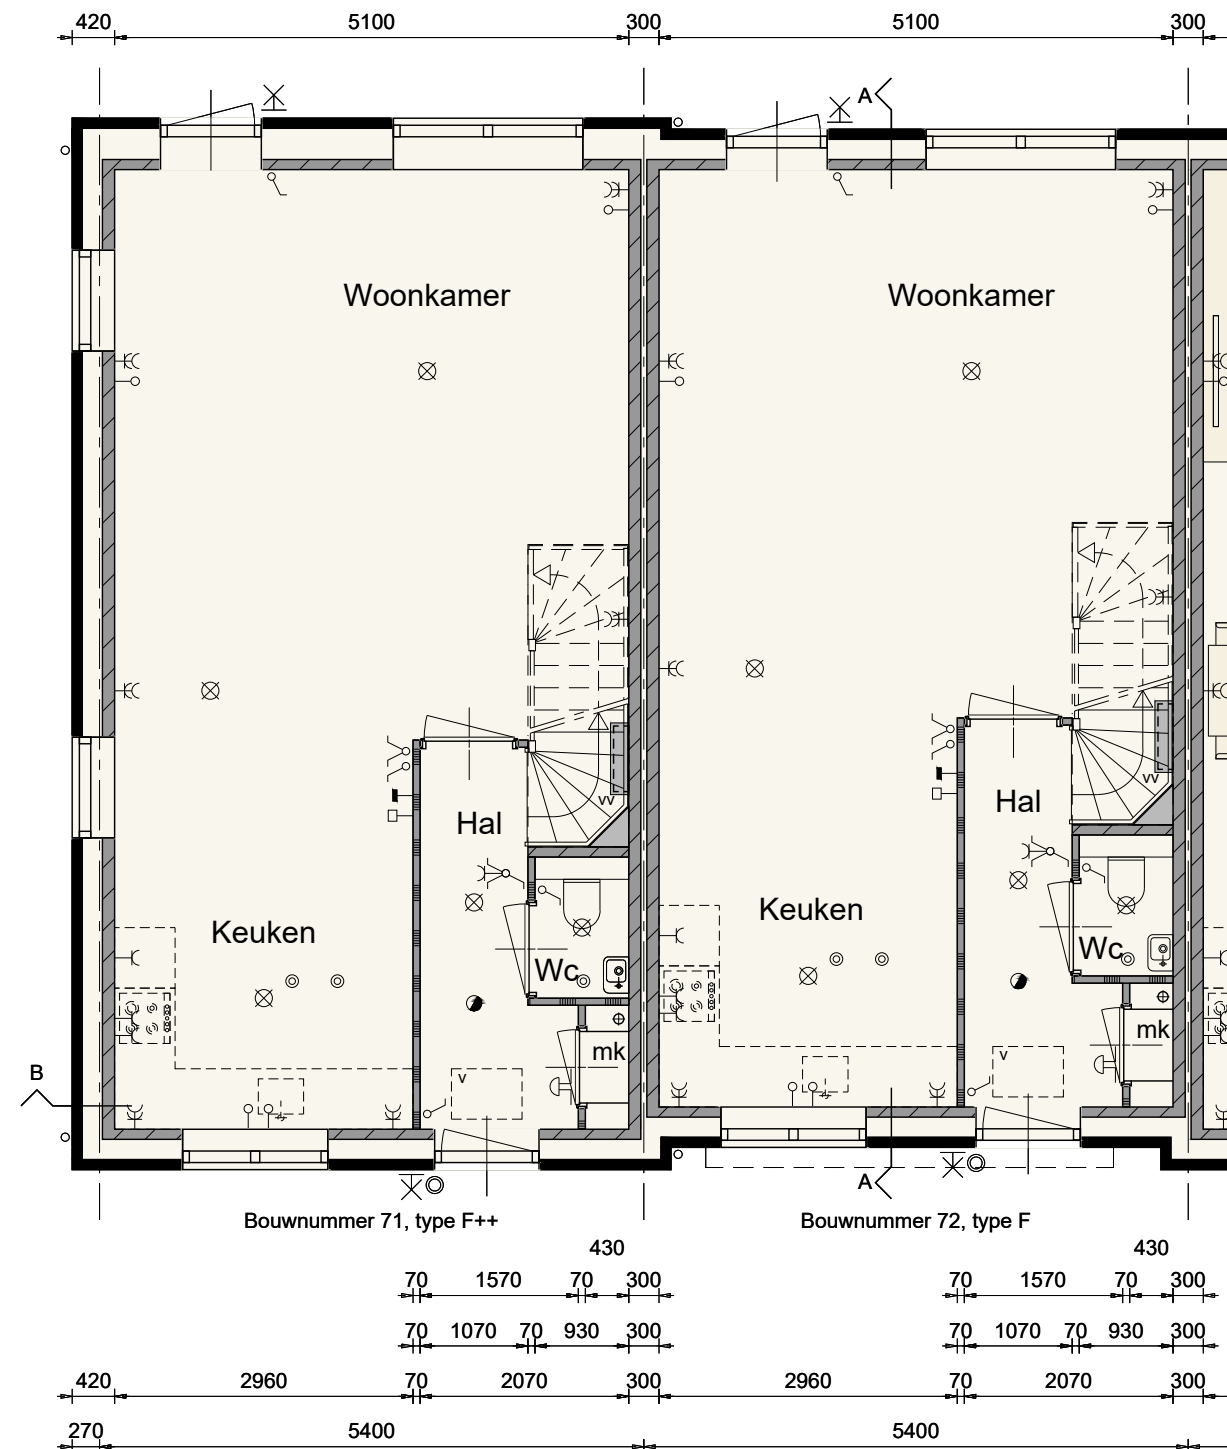 420 5100 300 5100 300
A
Woonkamer Woonkamer
vv
vv
Hal Hal
Keuken Keuken
Wc Wc
mk mk
v v
B
A
Bouwnummer 71, type F++ Bouwnummer 72, type F
430 430
70 1570 70 300 70 1570 70 300
70 1070 70 930 300 70 1070 70 930 300
420 2960 70 2070 300 2960 70 2070 300
270 5400 5400